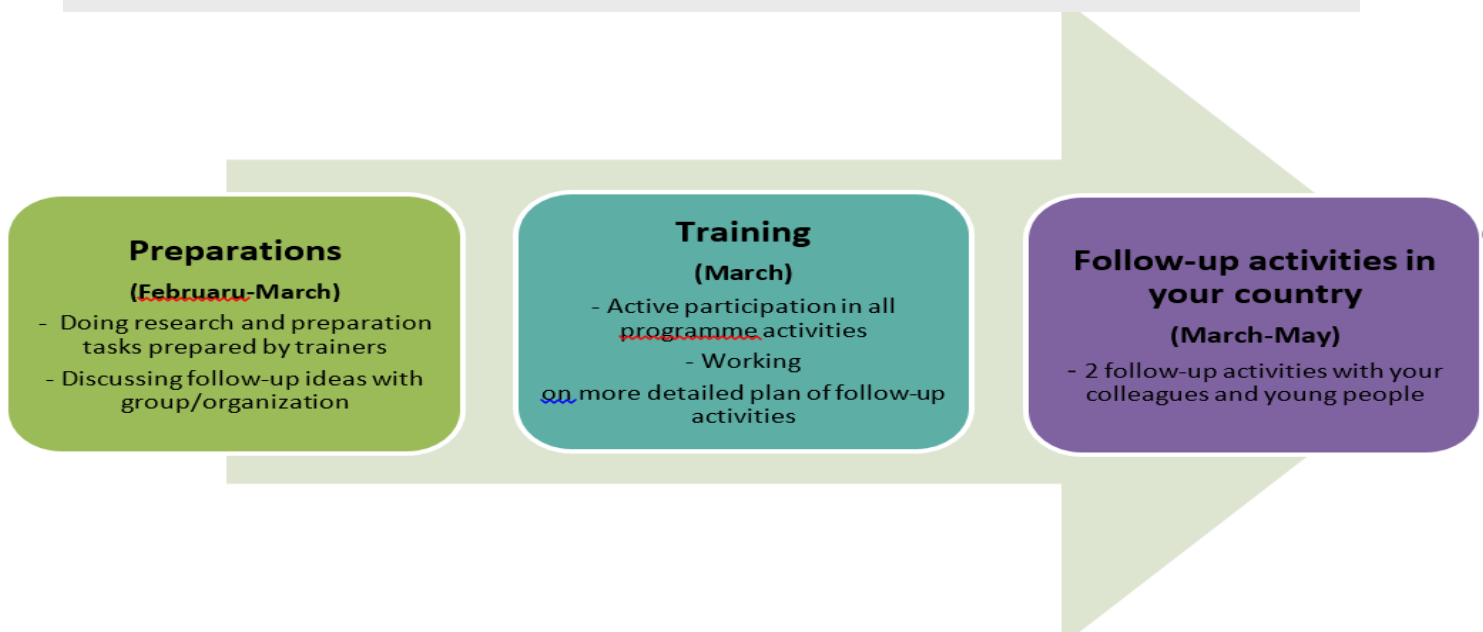 Preparations
(Februaru-March)
- Doing research and preparation
tasks prepared by trainers
- Discussing follow-up ideas with
group/organization
Training
(March)
- Active participation in all
programme activities
- Working
on more detailed plan of follow-up
activities
Follow-up activities in
your country
(March-May)
- 2 follow-up activities with your
colleagues and young people